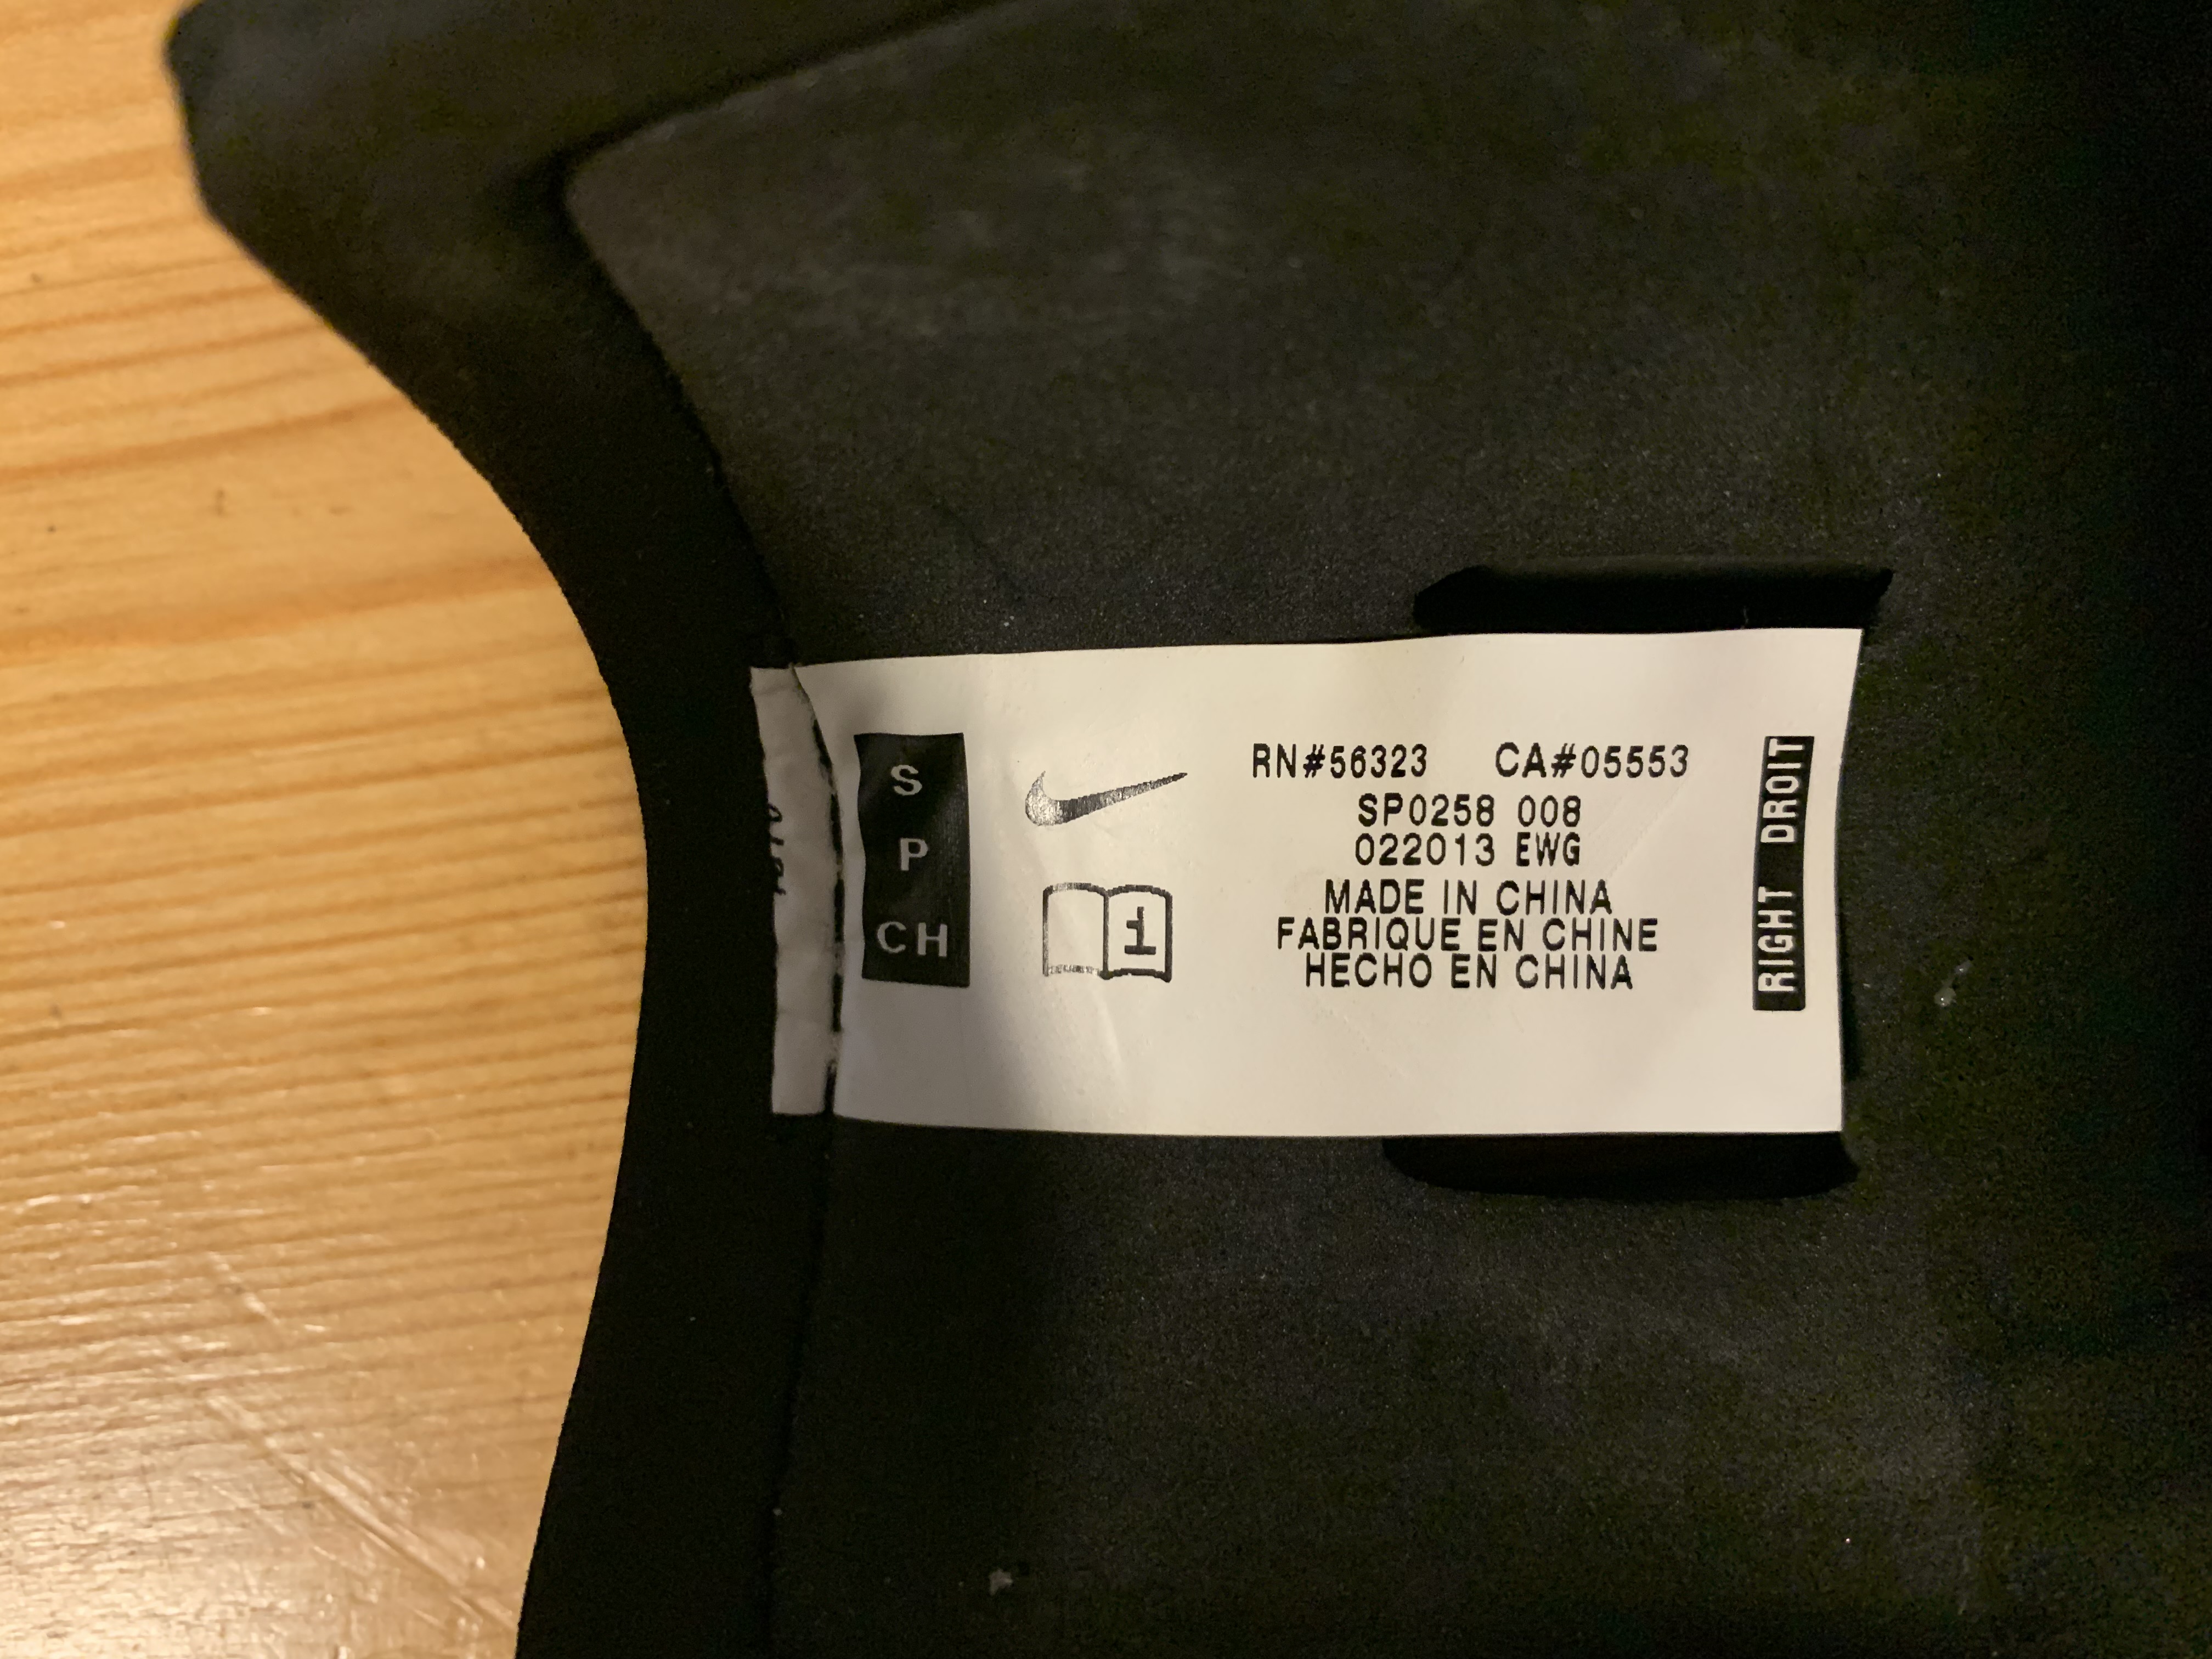 S
P
CH
i
RN#56323 CA#05553
SP0258 008
022013 EWG
MADE IN CHINA
FABRIQUE EN CHINE
HECHO EN CHINA
RIGHT DROIT